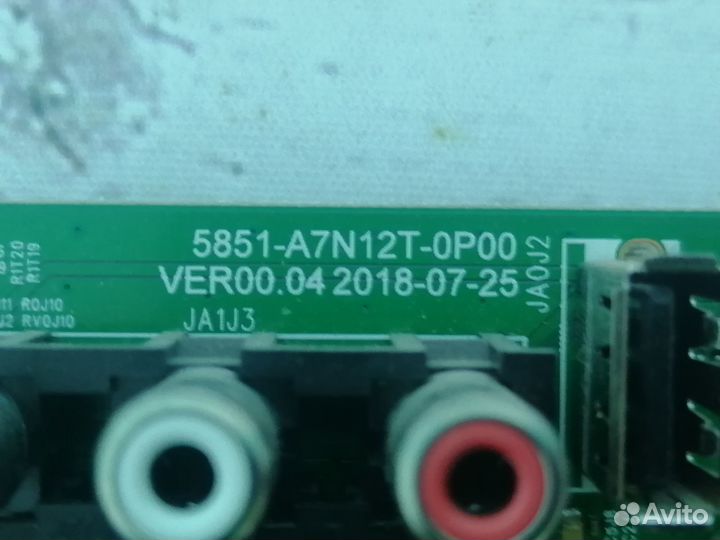 5851-A7N12T-0P00
VER00.04 2018-07-25
JA0J2
R1T20
R1T19
R0J10
RV0J10
JA1J3
Avito